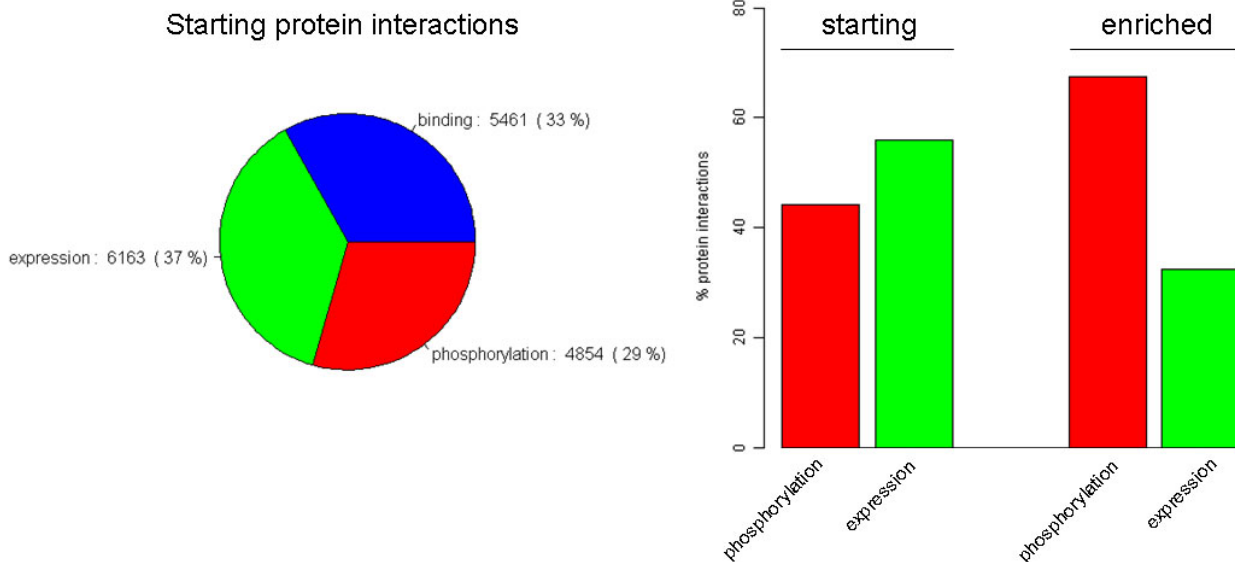 Starting protein interactions
binding : 5461 ( 33 %)
expression : 6163 ( 37 %)
phosphorylation : 4854 ( 29 %)
starting
enriched
% protein interactions
80
60
40
20
0
phosphorylation
expression
phosphorylation
expression